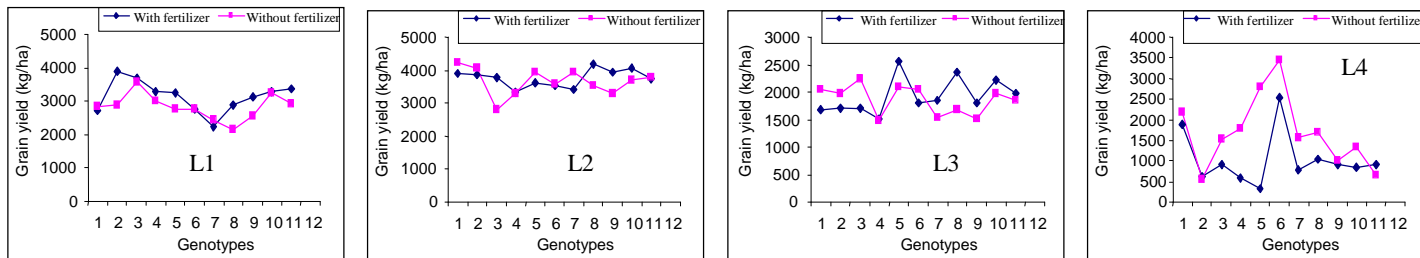 With fertilizer Without fertilizer
Grain yield (kg/ha)
5000
4000
3000
2000
1000
0
L1
1 2 3 4 5 6 7 8 9 10 11 12
Genotypes
With fertilizer Without fertilizer
Grain yield (kg/ha)
5000
4000
3000
2000
1000
0
L2
1 2 3 4 5 6 7 8 9 10 11 12
Genotypes
With fertilizer Without fertilizer
Grain yield (kg/ha)
3000
2500
2000
1500
1000
500
0
L3
1 2 3 4 5 6 7 8 9 10 11 12
Genotypes
With fertilizer Without fertilizer
Grain yield (kg/ha)
4000
3500
3000
2500
2000
1500
1000
500
0
L4
1 2 3 4 5 6 7 8 9 10 11 12
Genotypes